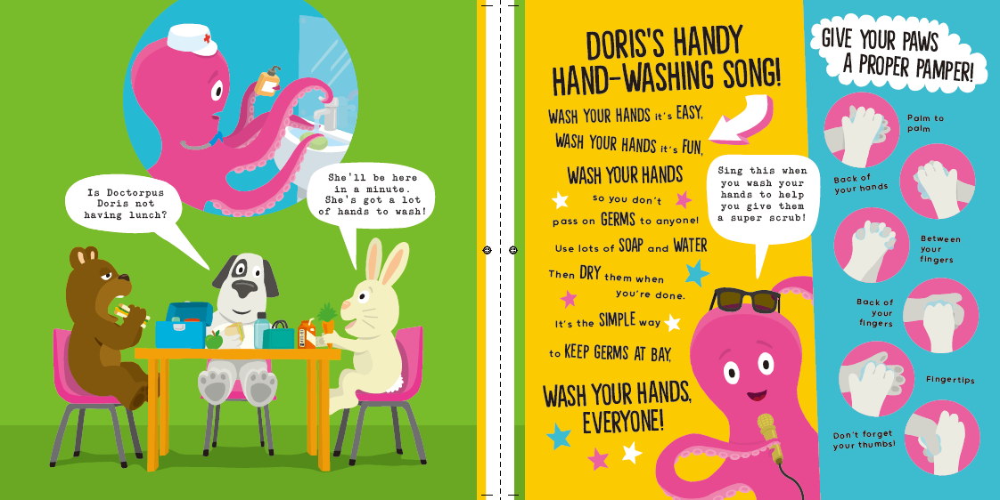 Is Doctorpus
Doris not
having lunch?
She'll be here
in a minute.
She's got a lot
of hands to wash!
DORIS'S HANDY
HAND-WASHING SONG!
WASH YOUR HANDS it's EASY,
WASH YOUR HANDS it's FUN,
WASH YOUR HANDS
so you don't
pass on GERMS to anyone!
Use lots of SOAP and WATER
Then DRY them when
you're done.
It's the SIMPLE way
to KEEP GERMS AT BAY,
WASH YOUR HANDS,
EVERYONE!
Sing this when
you wash your
hands to help
you give them
a super scrub!
GIVE YOUR PAWS
A PROPER PAMPER!
Palm to
palm
Back of
your hands
Between
your
fingers
Back of
your
fingers
Fingertips
Don't forget
your thumbs!